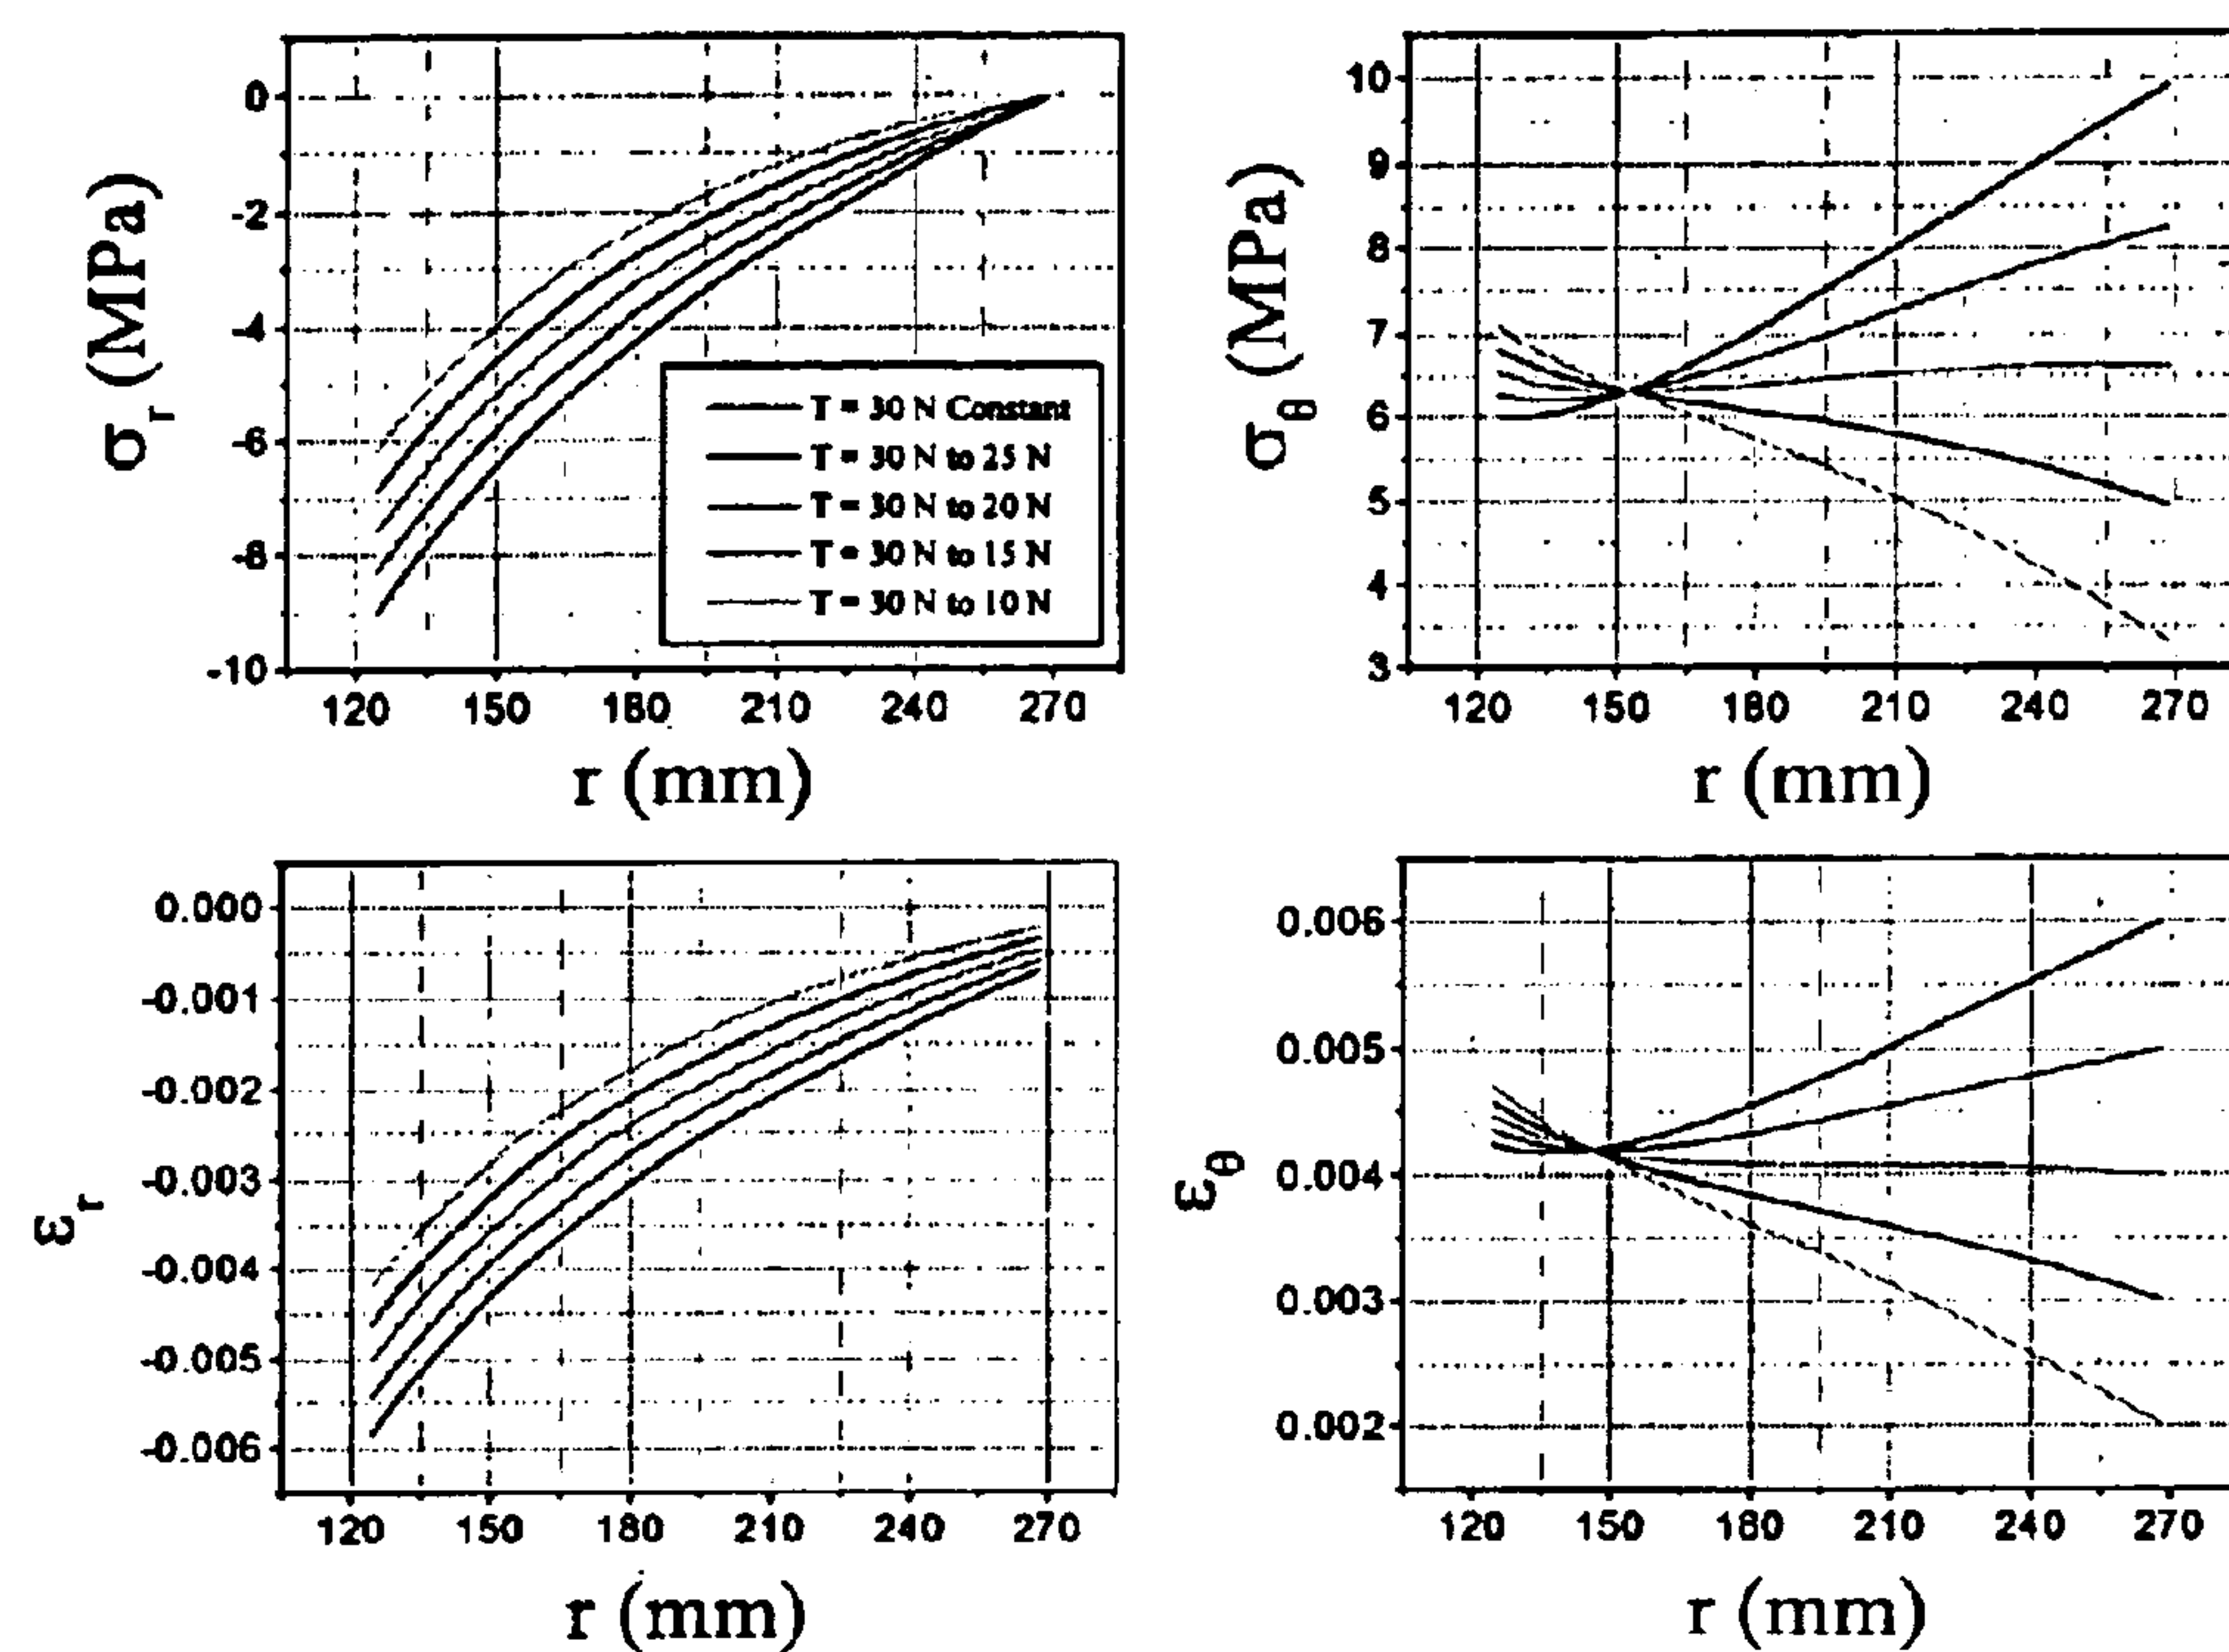 0
-2
-4
-6
-8
-10
σr (MPa)
T = 30 N Constant
T = 30 N to 25 N
T = 30 N to 20 N
T = 30 N to 15 N
T = 30 N to 10 N
120 150 180 210 240 270
r (mm)
10
9
8
7
6
5
4
3
σθ (MPa)
120 150 180 210 240 270
r (mm)
0.000
-0.001
-0.002
-0.003
-0.004
-0.005
-0.006
εr
120 150 180 210 240 270
r (mm)
0.006
0.005
0.004
0.003
0.002
εθ
120 150 180 210 240 270
r (mm)